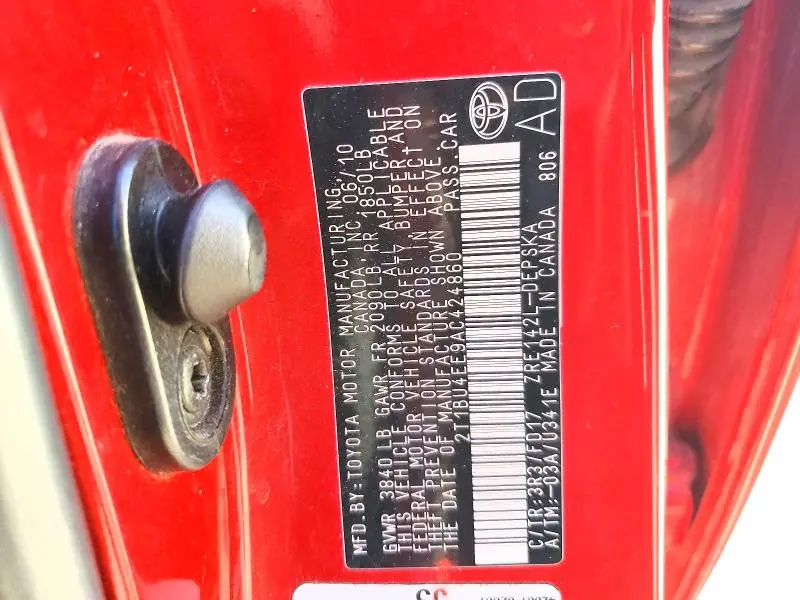 MFD.BY:TOYOTA MOTOR MANUFACTURING,
CANADA, INC. 06/10
GVWR 3840LB GAWR FR 2090LB RR 1850LB
THIS VEHICLE CONFORMS TO ALL APPLICABLE
FEDERAL MOTOR VEHICLE SAFETY BUMPER, AND
THEFT PREVENTION STANDARDS IN EFFECT ON
THE DATE OF MANUFACTURE SHOWN ABOVE.
2T1BU4EE9AC424860 PASS.CAR
C/TR:3R3/FD17 ZRE142L-DEPSKA
A/TM:-03A/U341E MADE IN CANADA 806
AD